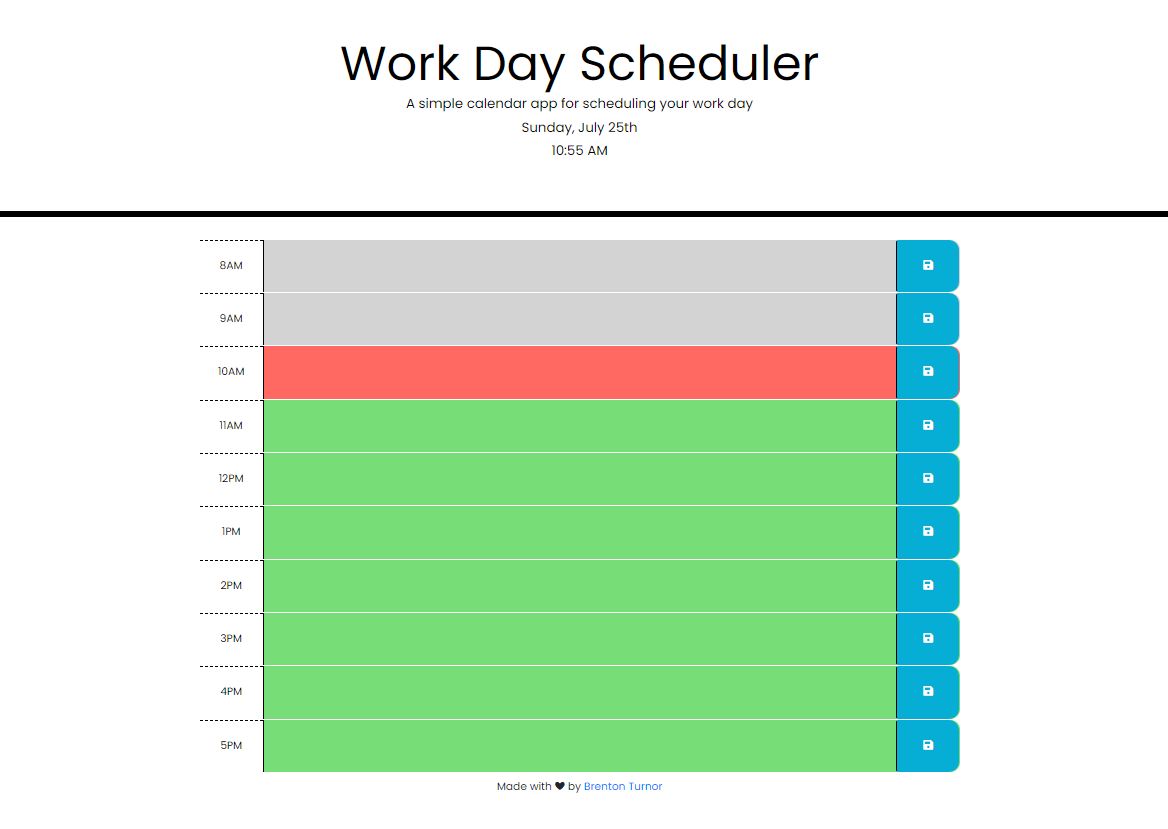 Work Day Scheduler
A simple calendar app for scheduling your work day
Sunday, July 25th
10:55 AM
8AM
9AM
10AM
11AM
12PM
1PM
2PM
3PM
4PM
5PM
Made with ♥ by Brenton Turnor